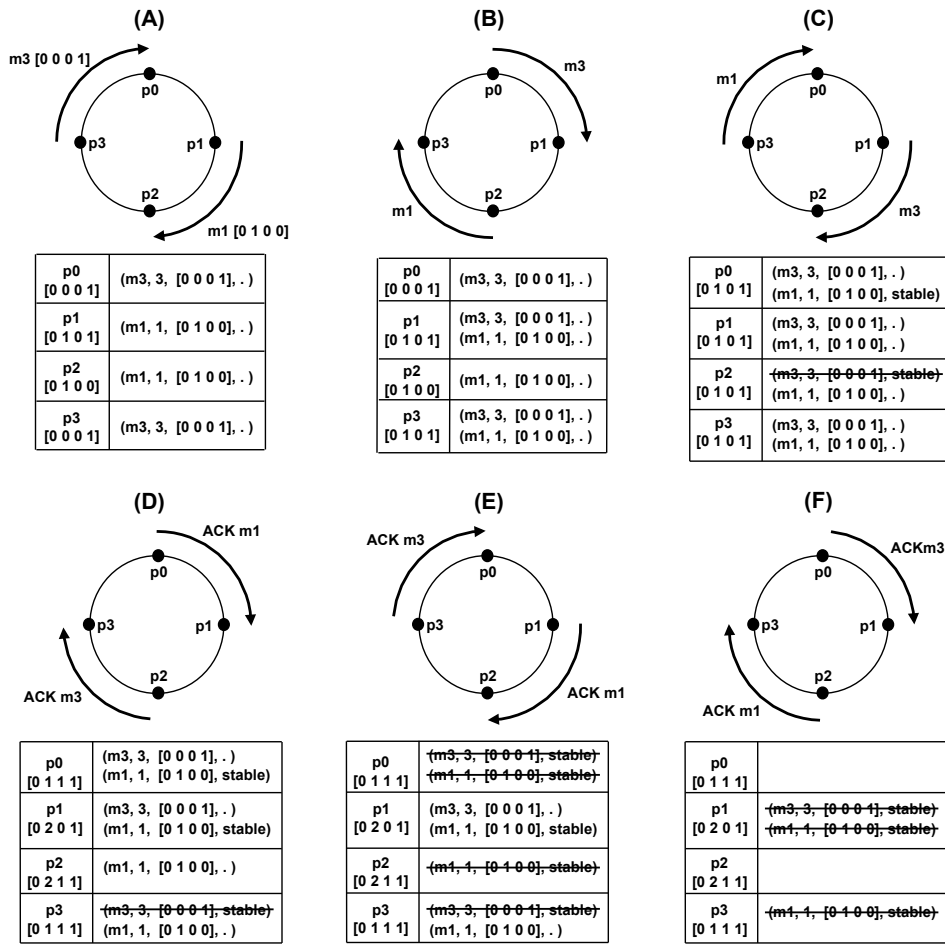 (A)
m3 [0 0 0 1]
p0
p3
p1
p2
m1 [0 1 0 0]
p0
[0 0 0 1]
(m3, 3, [0 0 0 1], . )
p1
[0 1 0 1]
(m1, 1, [0 1 0 0], . )
p2
[0 1 0 0]
(m1, 1, [0 1 0 0], . )
p3
[0 0 0 1]
(m3, 3, [0 0 0 1], . )
(B)
m3
p0
p3
p1
p2
m1
p0
[0 0 0 1]
(m3, 3, [0 0 0 1], . )
p1
[0 1 0 1]
(m3, 3, [0 0 0 1], . )
(m1, 1, [0 1 0 0], . )
p2
[0 1 0 0]
(m1, 1, [0 1 0 0], . )
p3
[0 1 0 1]
(m3, 3, [0 0 0 1], . )
(m1, 1, [0 1 0 0], . )
(C)
m1
p0
p3
p1
p2
m3
p0
[0 1 0 1]
(m3, 3, [0 0 0 1], . )
(m1, 1, [0 1 0 0], stable)
p1
[0 1 0 1]
(m3, 3, [0 0 0 1], . )
(m1, 1, [0 1 0 0], . )
p2
[0 1 0 1]
(m3, 3, [0 0 0 1], stable)
(m1, 1, [0 1 0 0], . )
p3
[0 1 0 1]
(m3, 3, [0 0 0 1], . )
(m1, 1, [0 1 0 0], . )
(D)
ACK m1
p0
p3
p1
p2
ACK m3
p0
[0 1 1 1]
(m3, 3, [0 0 0 1], . )
(m1, 1, [0 1 0 0], stable)
p1
[0 2 0 1]
(m3, 3, [0 0 0 1], . )
(m1, 1, [0 1 0 0], stable)
p2
[0 2 1 1]
(m1, 1, [0 1 0 0], . )
p3
[0 1 1 1]
(m3, 3, [0 0 0 1], stable)
(m1, 1, [0 1 0 0], . )
(E)
ACK m3
p0
p3
p1
p2
ACK m1
p0
[0 1 1 1]
(m3, 3, [0 0 0 1], stable)
(m1, 1, [0 1 0 0], stable)
p1
[0 2 0 1]
(m3, 3, [0 0 0 1], . )
(m1, 1, [0 1 0 0], stable)
p2
[0 2 1 1]
(m1, 1, [0 1 0 0], stable)
p3
[0 1 1 1]
(m3, 3, [0 0 0 1], stable)
(m1, 1, [0 1 0 0], . )
(F)
ACKm3
p0
p3
p1
p2
ACK m1
p0
[0 1 1 1]
p1
[0 2 0 1]
(m3, 3, [0 0 0 1], stable)
(m1, 1, [0 1 0 0], stable)
p2
[0 2 1 1]
p3
[0 1 1 1]
(m1, 1, [0 1 0 0], stable)